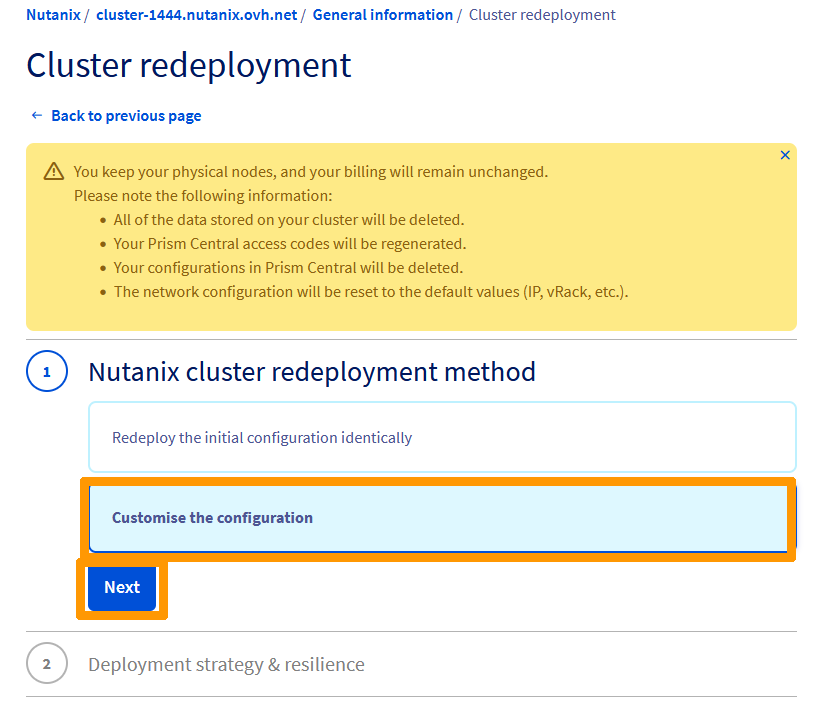 Nutanix / cluster-1444.nutanix.ovh.net / General information / Cluster redeployment
Cluster redeployment
← Back to previous page
You keep your physical nodes, and your billing will remain unchanged.
Please note the following information:
• All of the data stored on your cluster will be deleted.
• Your Prism Central access codes will be regenerated.
• Your configurations in Prism Central will be deleted.
• The network configuration will be reset to the default values (IP, vRack, etc.).
1 Nutanix cluster redeployment method
Redeploy the initial configuration identically
Customise the configuration
Next
2 Deployment strategy & resilience